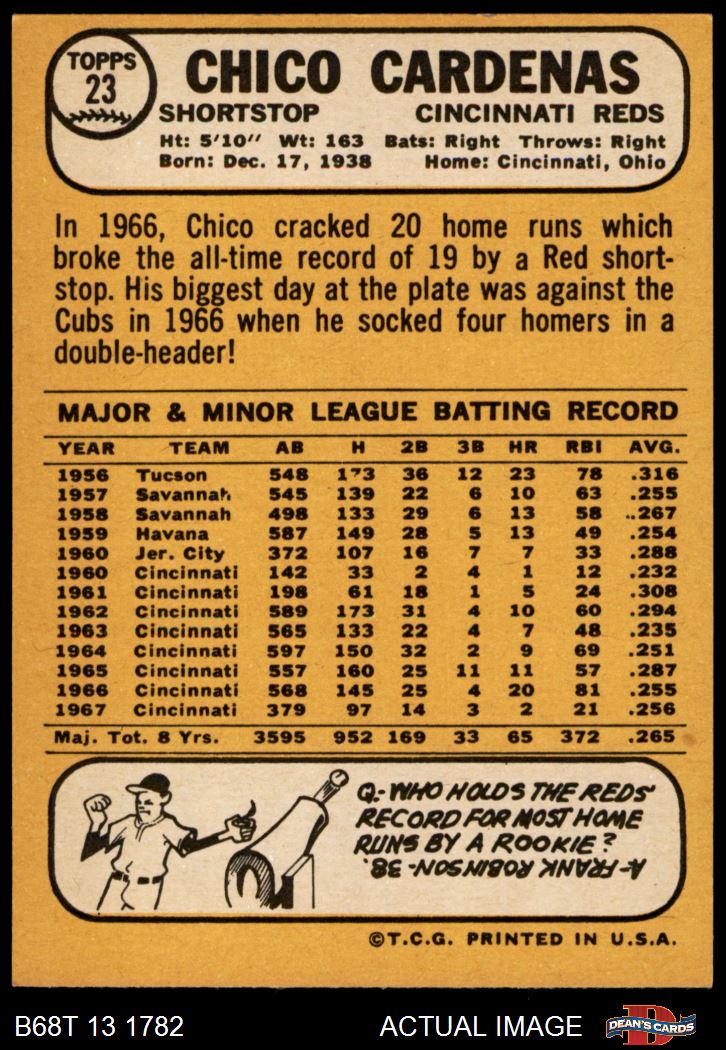 TOPPS
23
CHICO CARDENAS
SHORTSTOP CINCINNATI REDS
Ht: 5'10" Wt: 163 Bats: Right Throws: Right
Born: Dec. 17, 1938 Home: Cincinnati, Ohio
In 1966, Chico cracked 20 home runs which
broke the all-time record of 19 by a Red short-
stop. His biggest day at the plate was against the
Cubs in 1966 when he socked four homers in a
double-header!
MAJOR & MINOR LEAGUE BATTING RECORD
YEAR TEAM AB H 2B 3B HR RBI AVG.
1956 Tucson 548 173 36 12 23 78 .316
1957 Savannah 545 139 22 6 10 63 .255
1958 Savannah 498 133 29 6 13 58 .267
1959 Havana 587 149 28 5 13 49 .254
1960 Jer. City 372 107 16 7 7 33 .288
1960 Cincinnati 142 33 2 4 1 12 .232
1961 Cincinnati 198 61 18 1 5 24 .308
1962 Cincinnati 589 173 31 4 10 60 .294
1963 Cincinnati 565 133 22 4 7 48 .235
1964 Cincinnati 597 150 32 2 9 69 .251
1965 Cincinnati 557 160 25 11 11 57 .287
1966 Cincinnati 568 145 25 4 20 81 .255
1967 Cincinnati 379 97 14 3 2 21 .256
Maj. Tot. 8 Yrs. 3595 952 169 33 65 372 .265
Q.-WHO HOLDS THE REDS'
RECORD FOR MOST HOME
RUNS BY A ROOKIE?
A-FRANK ROBINSON-38.
©T.C.G. PRINTED IN U.S.A.
B68T 13 1782 ACTUAL IMAGE D DEAN'S CARDS